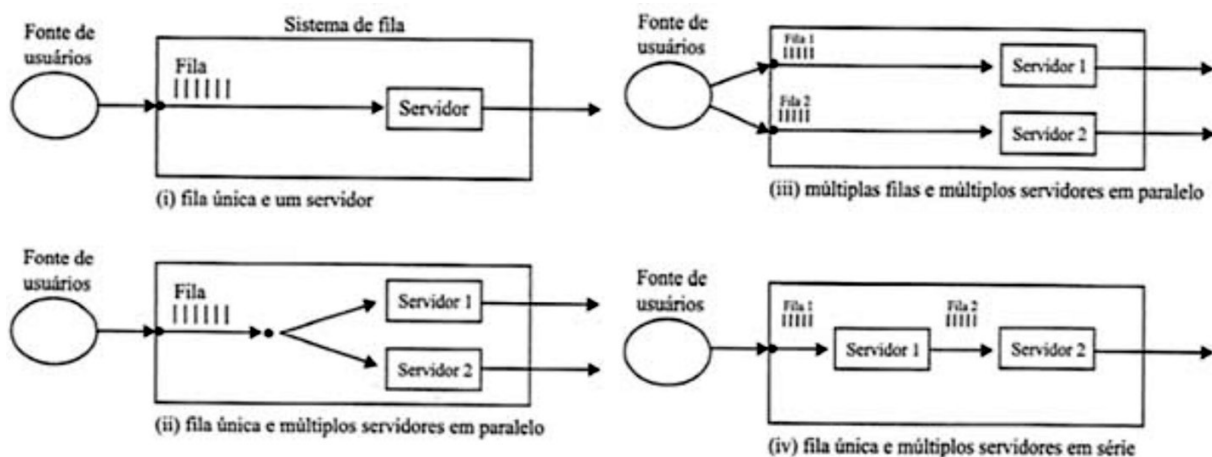 Sistema de fila
Fonte de
usuários
Fila
Servidor
(i) fila única e um servidor
Fonte de
usuários
Fila
Servidor 1
Servidor 2
(ii) fila única e múltiplos servidores em paralelo
Fonte de
usuários
Fila 1
Servidor 1
Fila 2
Servidor 2
(iii) múltiplas filas e múltiplos servidores em paralelo
Fonte de
usuários
Fila 1
Fila 2
Servidor 1
Servidor 2
(iv) fila única e múltiplos servidores em série